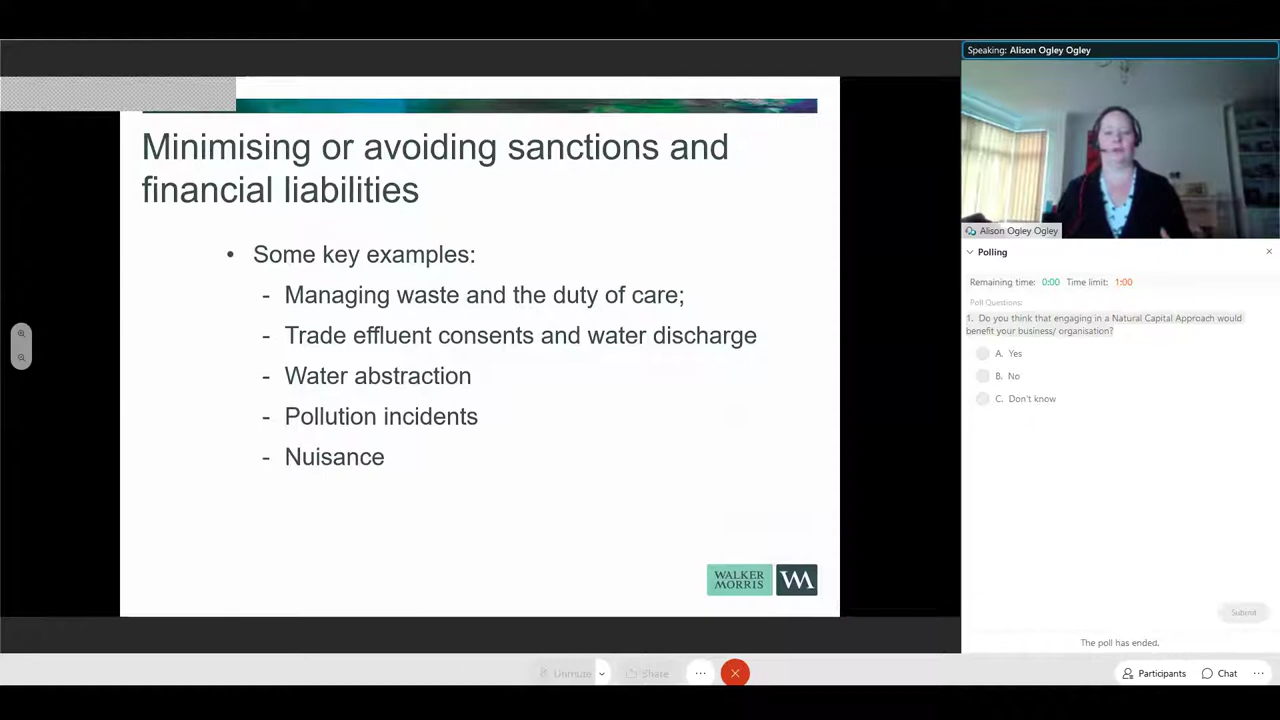 Speaking: Alison Ogley Ogley
Minimising or avoiding sanctions and
financial liabilities
• Some key examples:
- Managing waste and the duty of care;
- Trade effluent consents and water discharge
- Water abstraction
- Pollution incidents
- Nuisance
WALKER
MORRIS
WM
Alison Ogley Ogley
Polling
Remaining time: 0:00 Time limit: 1:00
Poll Questions:
1. Do you think that engaging in a Natural Capital Approach would
benefit your business/ organisation?
A. Yes
B. No
C. Don't know
Submit
The poll has ended.
Unmute
Share
Participants
Chat